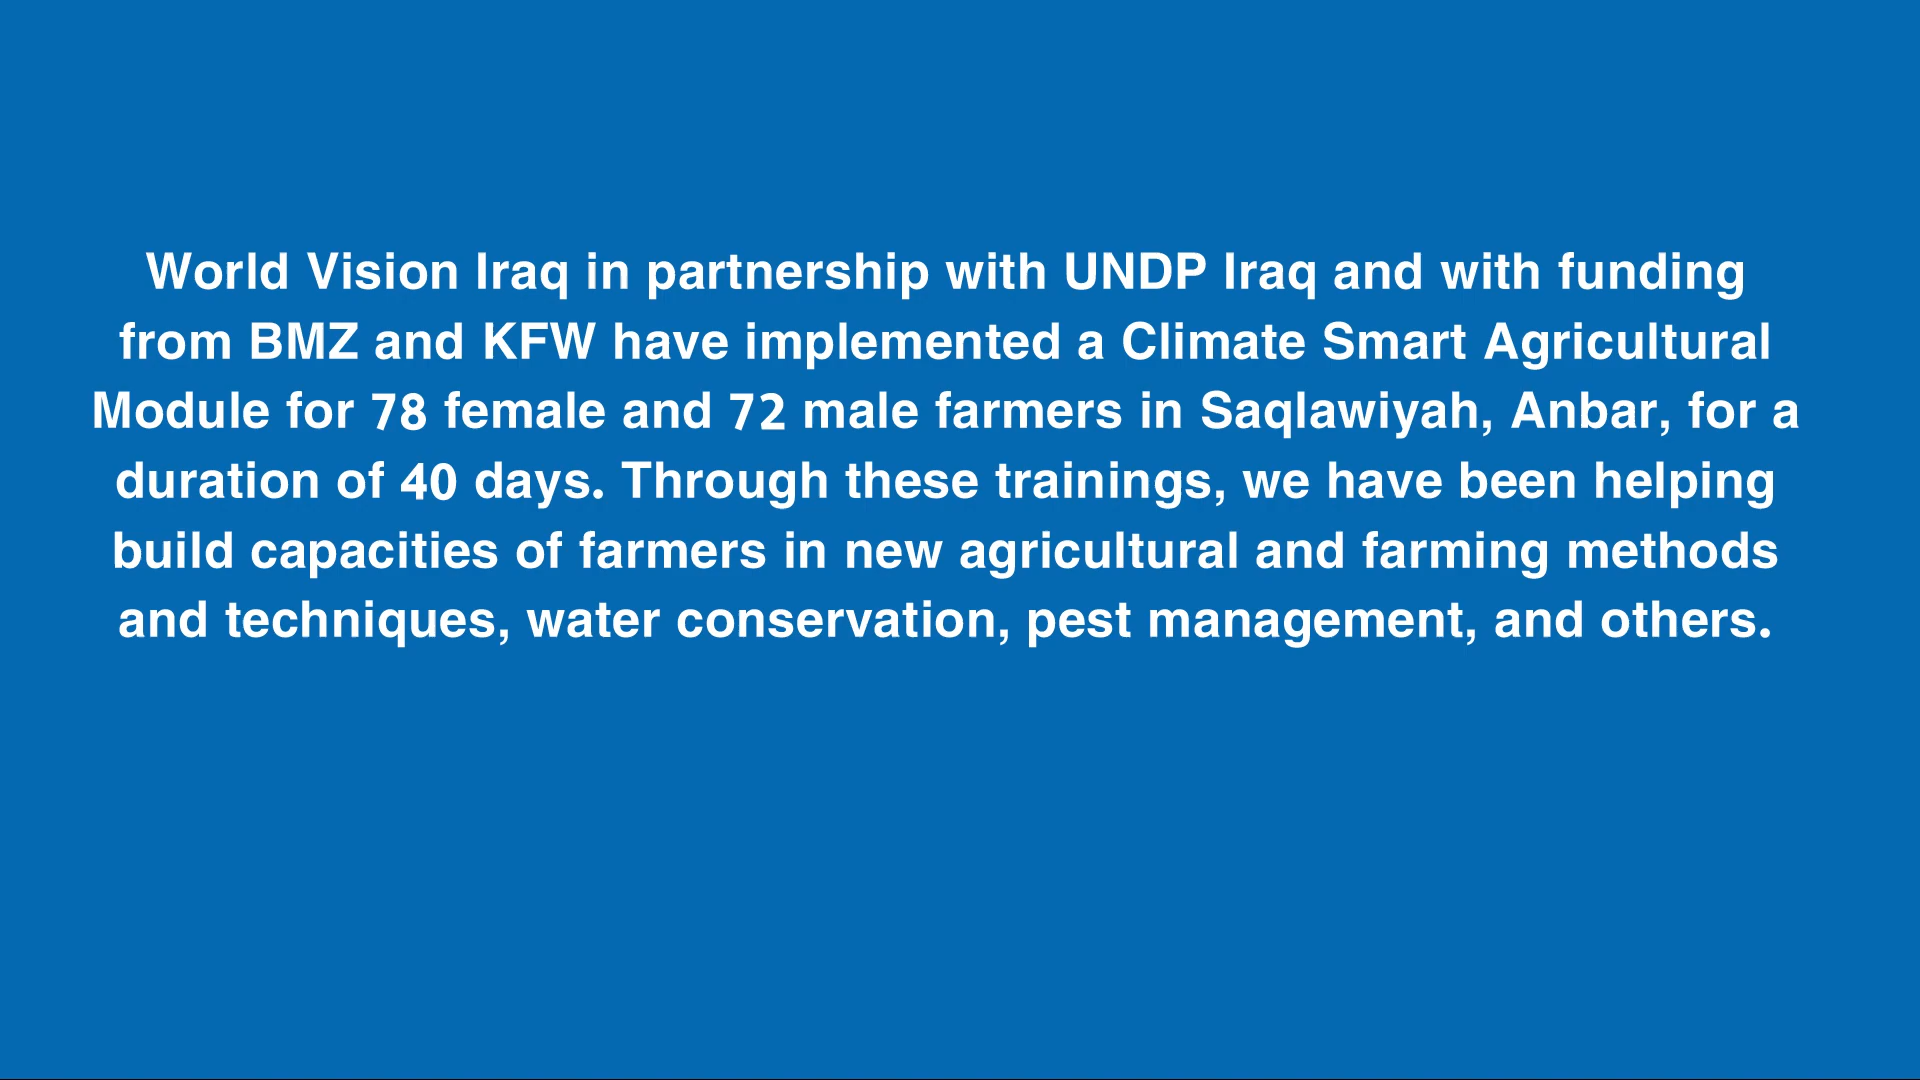 World Vision Iraq in partnership with UNDP Iraq and with funding
from BMZ and KFW have implemented a Climate Smart Agricultural
Module for 78 female and 72 male farmers in Saqlawiyah, Anbar, for a
duration of 40 days. Through these trainings, we have been helping
build capacities of farmers in new agricultural and farming methods
and techniques, water conservation, pest management, and others.